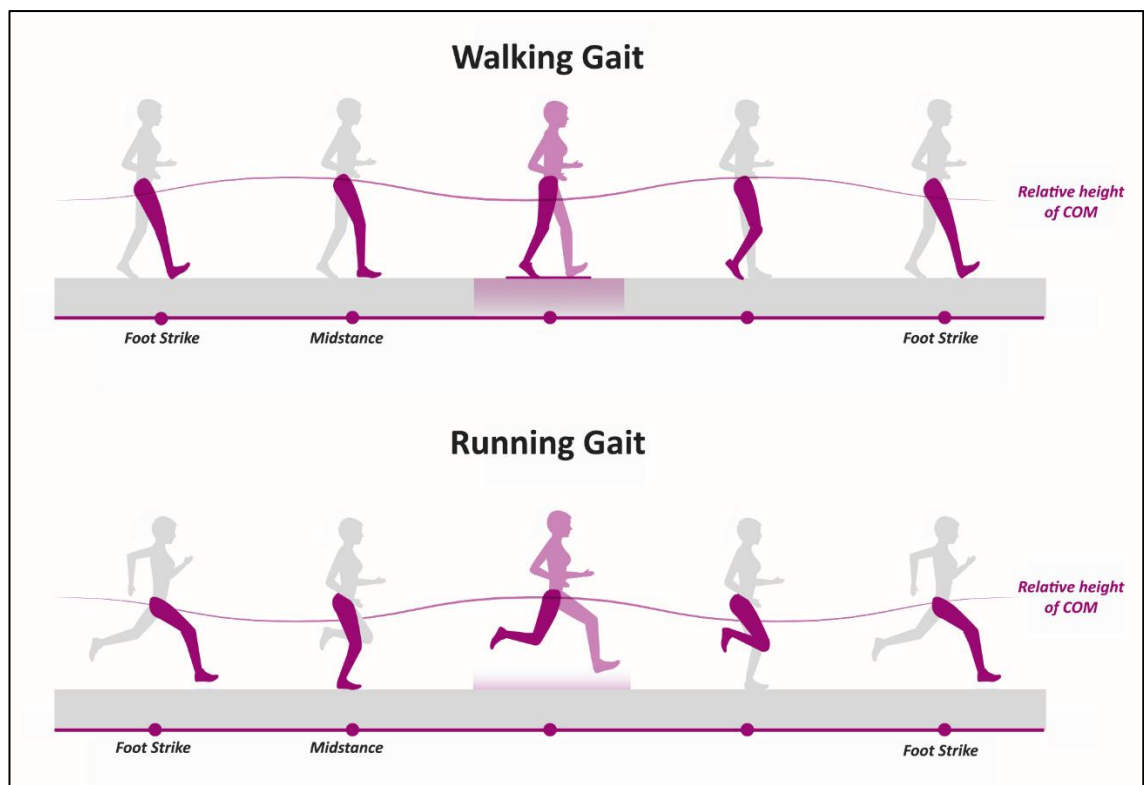 Walking Gait
Relative height
of COM
Foot Strike
Midstance
Foot Strike
Running Gait
Relative height
of COM
Foot Strike
Midstance
Foot Strike